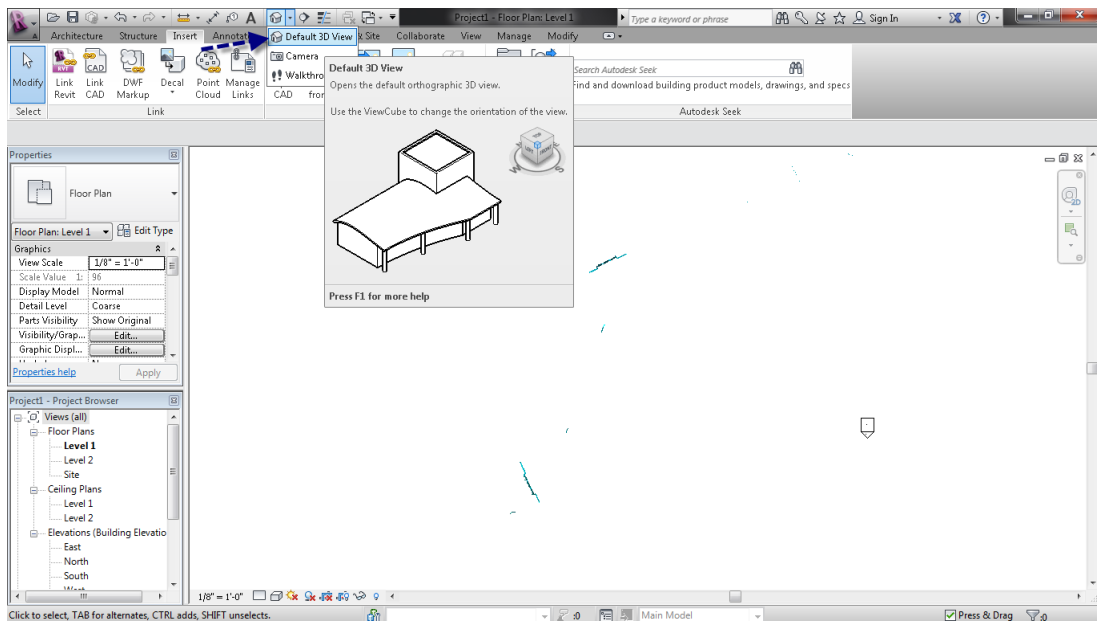 Project1 - Floor Plan: Level 1
Type a keyword or phrase
Sign In
Architecture Structure Insert Annotat
Default 3D View
& Site Collaborate View Manage Modify
Camera
Walkthro
Modify
Link Revit
Link CAD
DWF Markup
Decal
Point Cloud
Manage Links
CAD
from
Search Autodesk Seek
Find and download building product models, drawings, and specs
Select
Link
Autodesk Seek
Default 3D View
Opens the default orthographic 3D view.
Use the ViewCube to change the orientation of the view.
TOP
LEFT
FRONT
W
S
Press F1 for more help
Properties
Floor Plan
Floor Plan: Level 1
Edit Type
Graphics
View Scale 1/8" = 1'-0"
Scale Value 1: 96
Display Model Normal
Detail Level Coarse
Parts Visibility Show Original
Visibility/Grap... Edit...
Graphic Displ... Edit...
Properties help
Apply
2D
Project1 - Project Browser
Views (all)
Floor Plans
Level 1
Level 2
Site
Ceiling Plans
Level 1
Level 2
Elevations (Building Elevatio
East
North
South
West
1/8" = 1'-0"
Click to select, TAB for alternates, CTRL adds, SHIFT unselects.
:0
Main Model
Press & Drag
:0